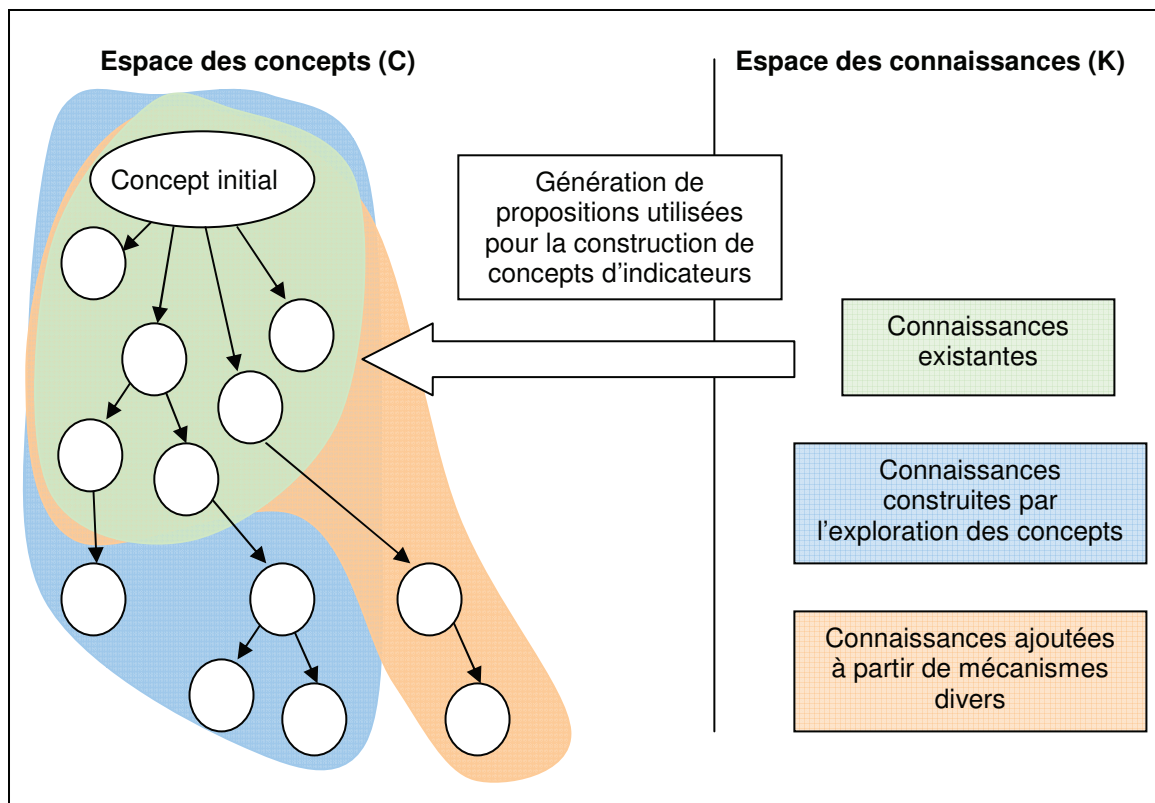 Espace des concepts (C)
Espace des connaissances (K)
Concept initial
Génération de
propositions utilisées
pour la construction de
concepts d'indicateurs
Connaissances
existantes
Connaissances
construites par
l'exploration des concepts
Connaissances ajoutées
à partir de mécanismes
divers